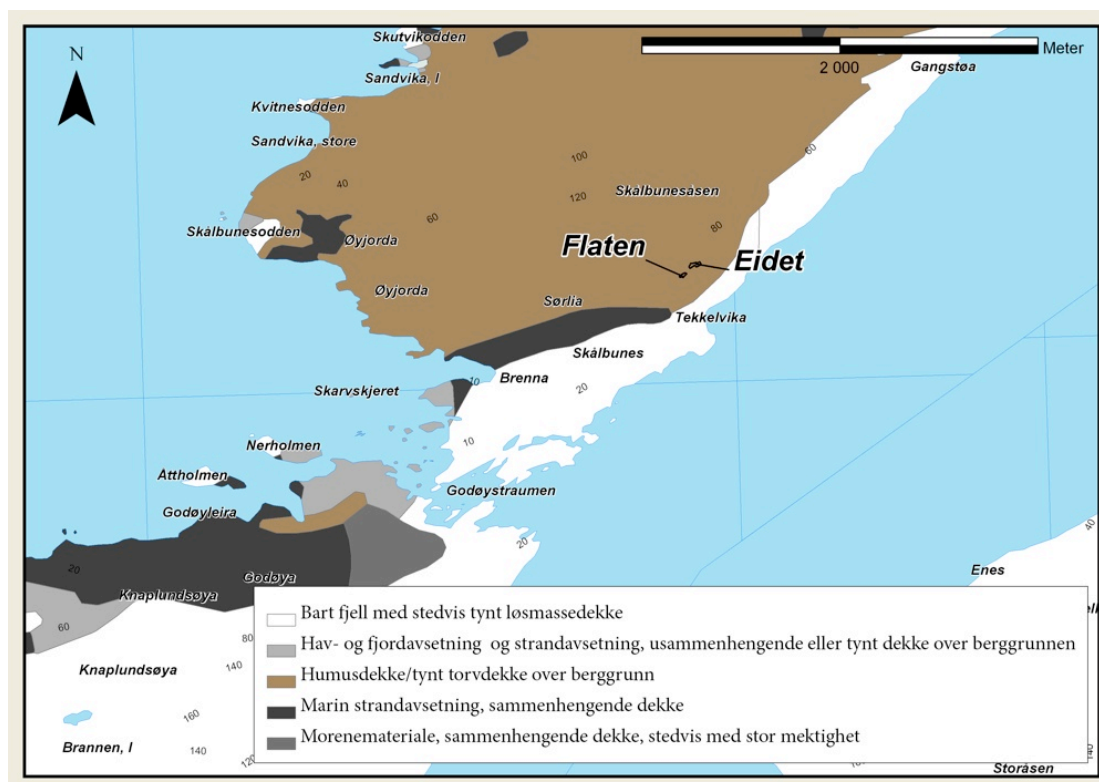 Skutvikodden
N
Meter
2 000
Gangstøa
Sandvika, I
Kvitnesodden
Sandvika, store
60
100
20
40
120
Skålbunesåsen
60
80
Skålbunesodden
Øyjorda
Flaten
Eidet
Øyjorda
Sørlia
Tekkelvika
Skålbunes
10
Brenna
20
Skarvskjeret
10
Nerholmen
Åttholmen
Godøystraumen
Godøyleira
20
40
20
Godøya
Enes
Knaplundsøya
60
80
140
Knaplundsøya
160
140
Brannen, I
120
Bart fjell med stedvis tynt løsmassedekke
Hav- og fjordavsetning og strandavsetning, usammenhengende eller tynt dekke over berggrunnen
Humusdekke/tynt torvdekke over berggrunn
Marin strandavsetning, sammenhengende dekke
Morenemateriale, sammenhengende dekke, stedvis med stor mektighet
140
Storåsen